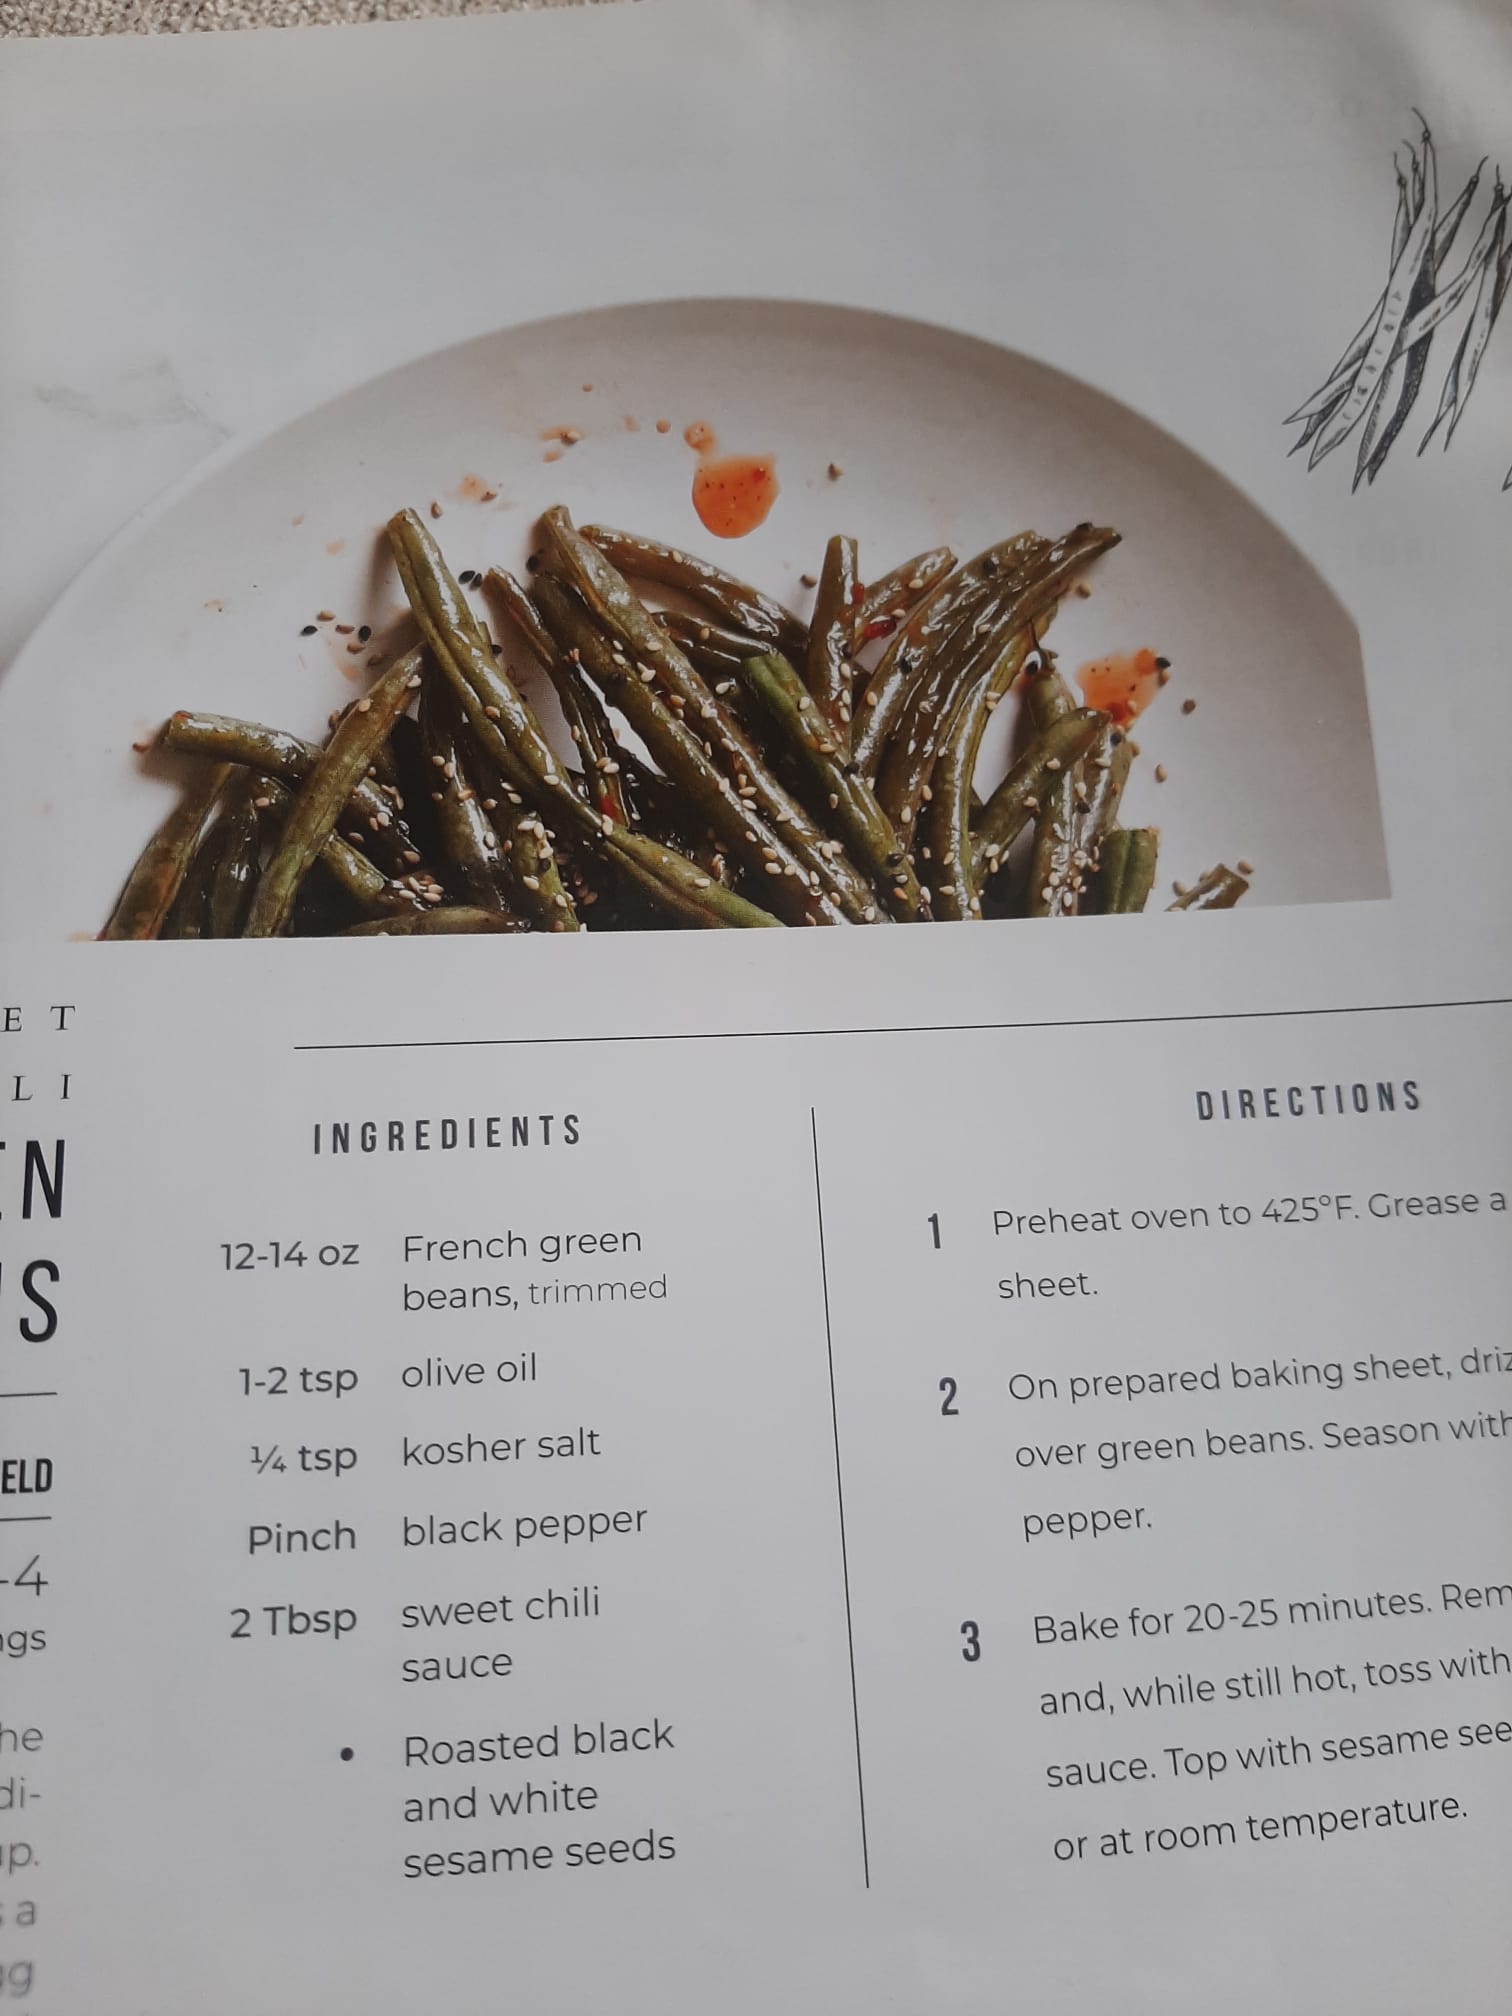 E T
L I
N
S
ELD
-4
gs
he
di-
p.
a
g
INGREDIENTS
12-14 oz French green
beans, trimmed
1-2 tsp olive oil
¼ tsp kosher salt
Pinch black pepper
2 Tbsp sweet chili
sauce
• Roasted black
and white
sesame seeds
DIRECTIONS
1 Preheat oven to 425°F. Grease a
sheet.
2 On prepared baking sheet, driz
over green beans. Season with
pepper.
3 Bake for 20-25 minutes. Rem
and, while still hot, toss with
sauce. Top with sesame see
or at room temperature.